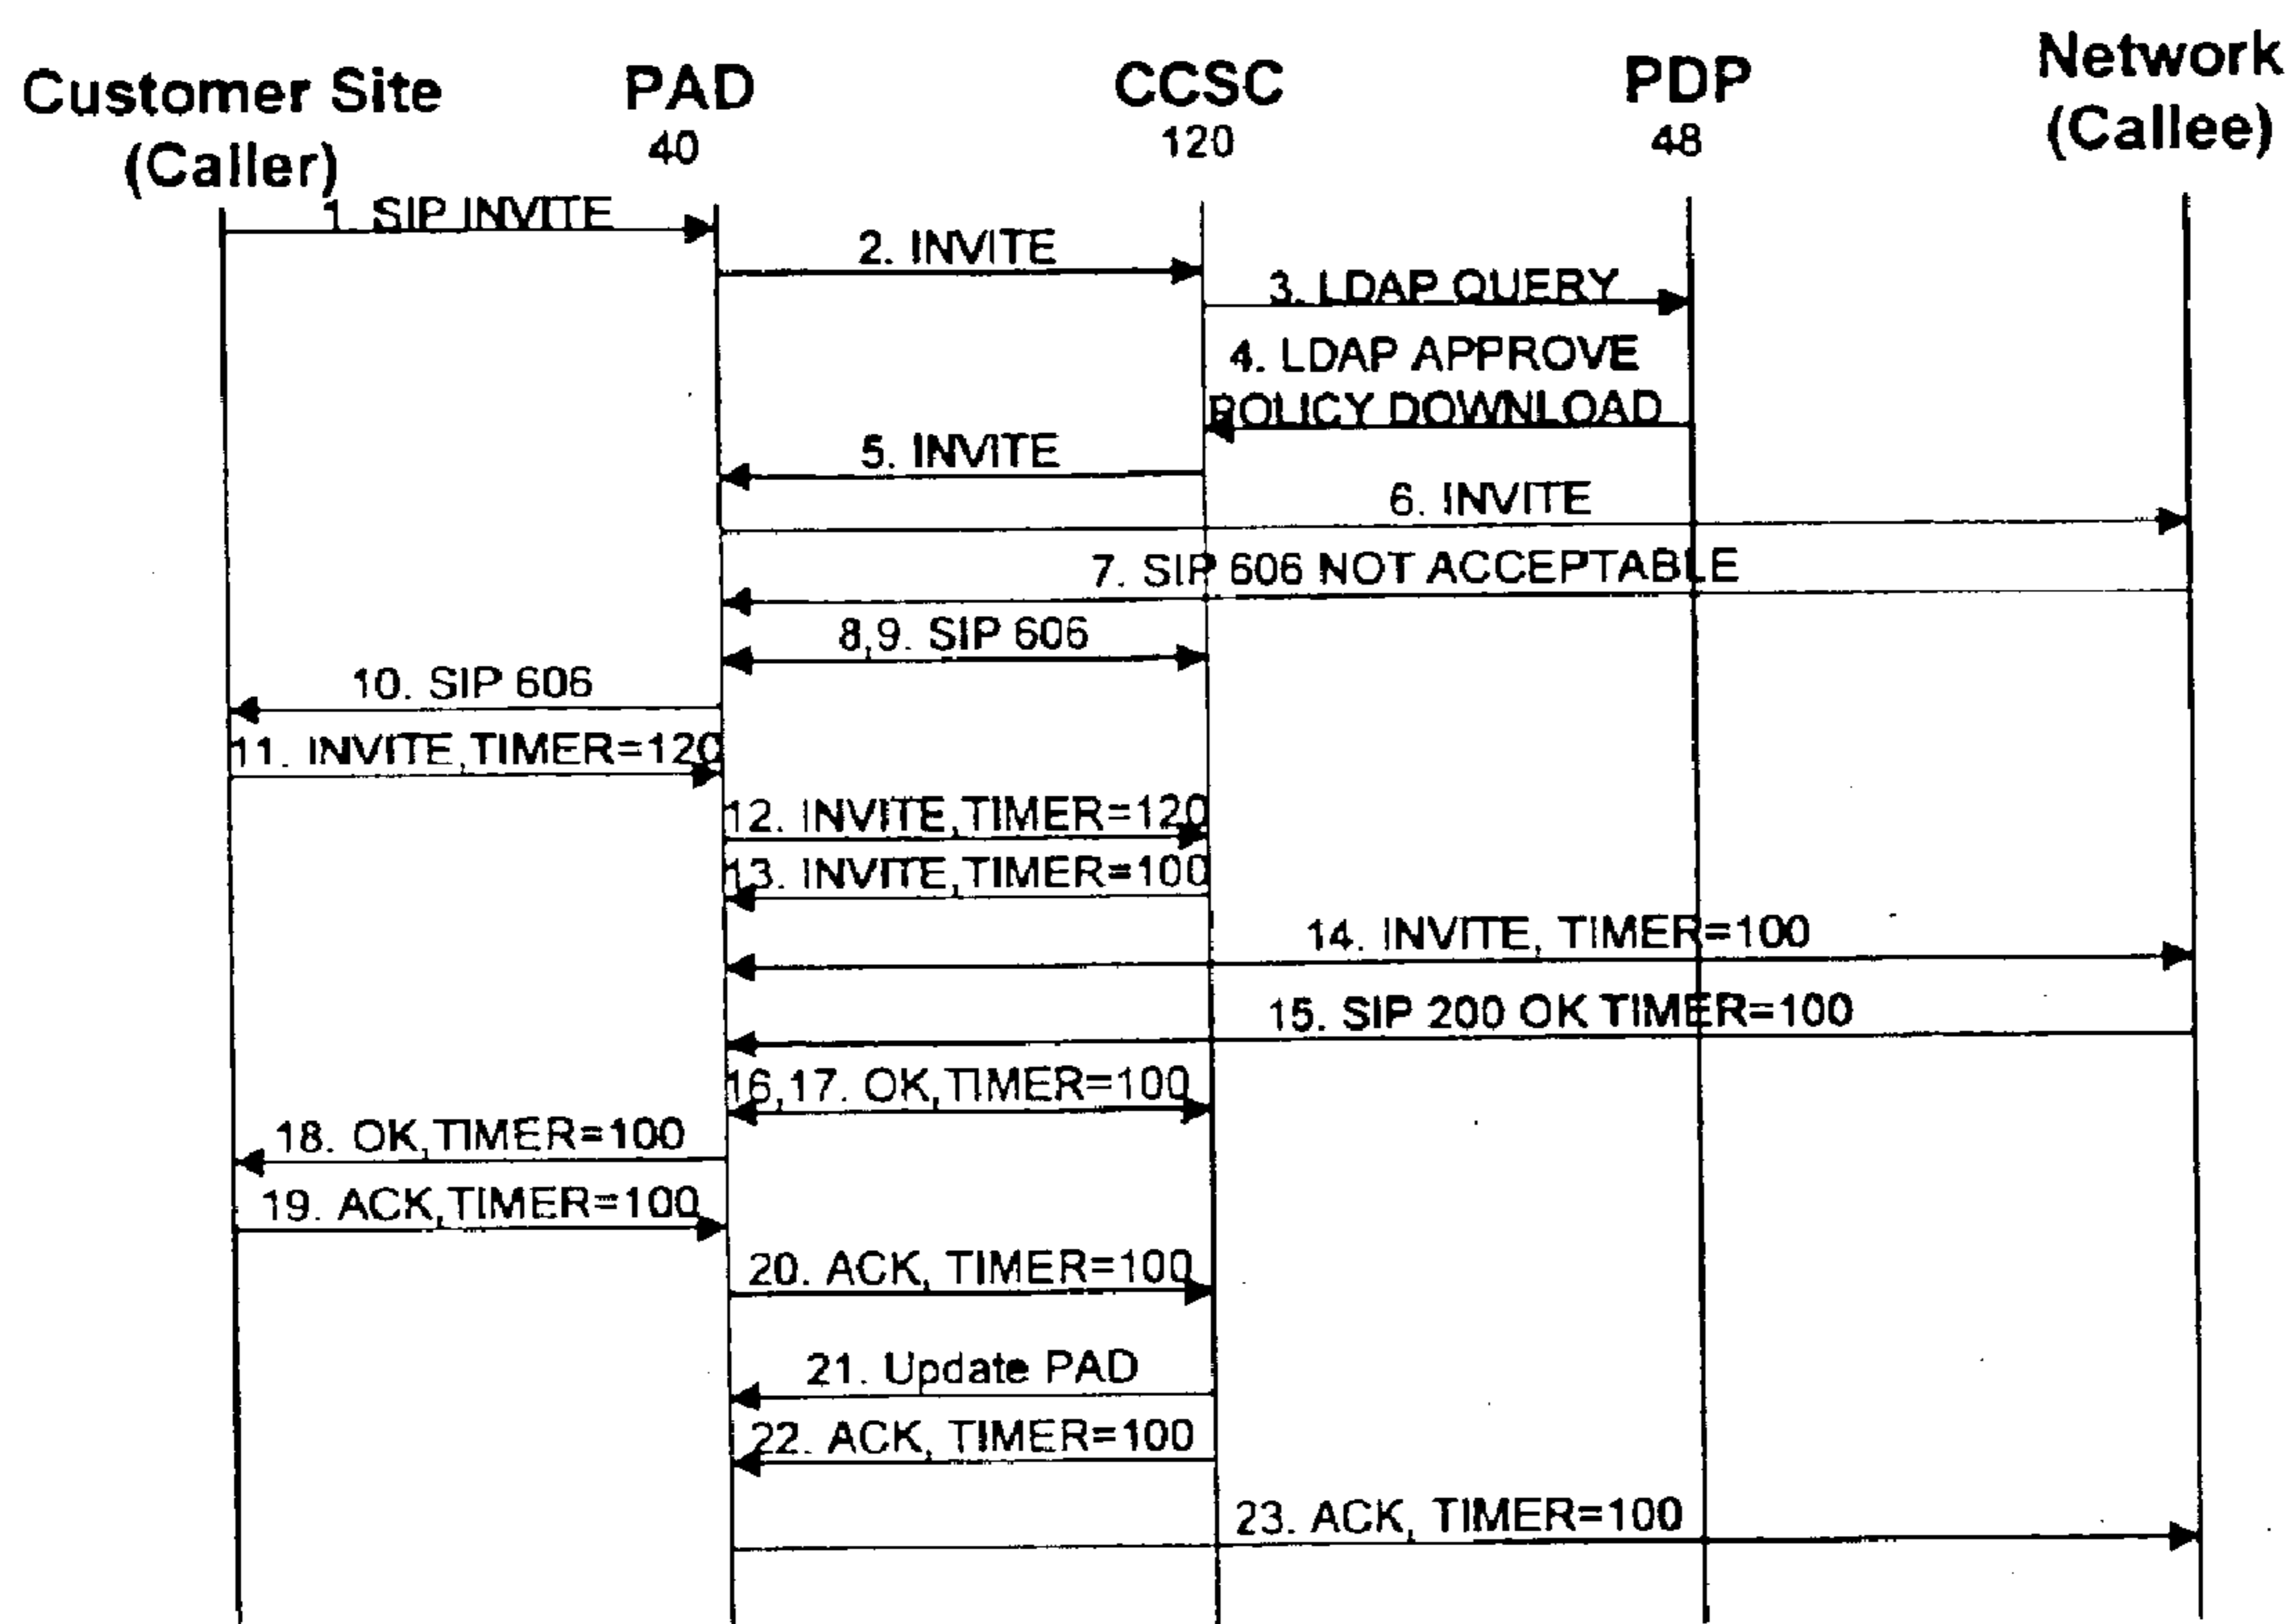 Customer Site
(Caller)
PAD
40
CCSC
120
PDP
48
Network
(Callee)
1. SIP INVITE
2. INVITE
3. LDAP QUERY
4. LDAP APPROVE
POLICY DOWNLOAD
5. INVITE
6. INVITE
7. SIP 606 NOT ACCEPTABLE
8,9. SIP 606
10. SIP 606
11. INVITE,TIMER=120
12. INVITE,TIMER=120
13. INVITE,TIMER=100
14. INVITE, TIMER=100
15. SIP 200 OK TIMER=100
16,17. OK,TIMER=100
18. OK,TIMER=100
19. ACK,TIMER=100
20. ACK, TIMER=100
21. Update PAD
22. ACK, TIMER=100
23. ACK, TIMER=100